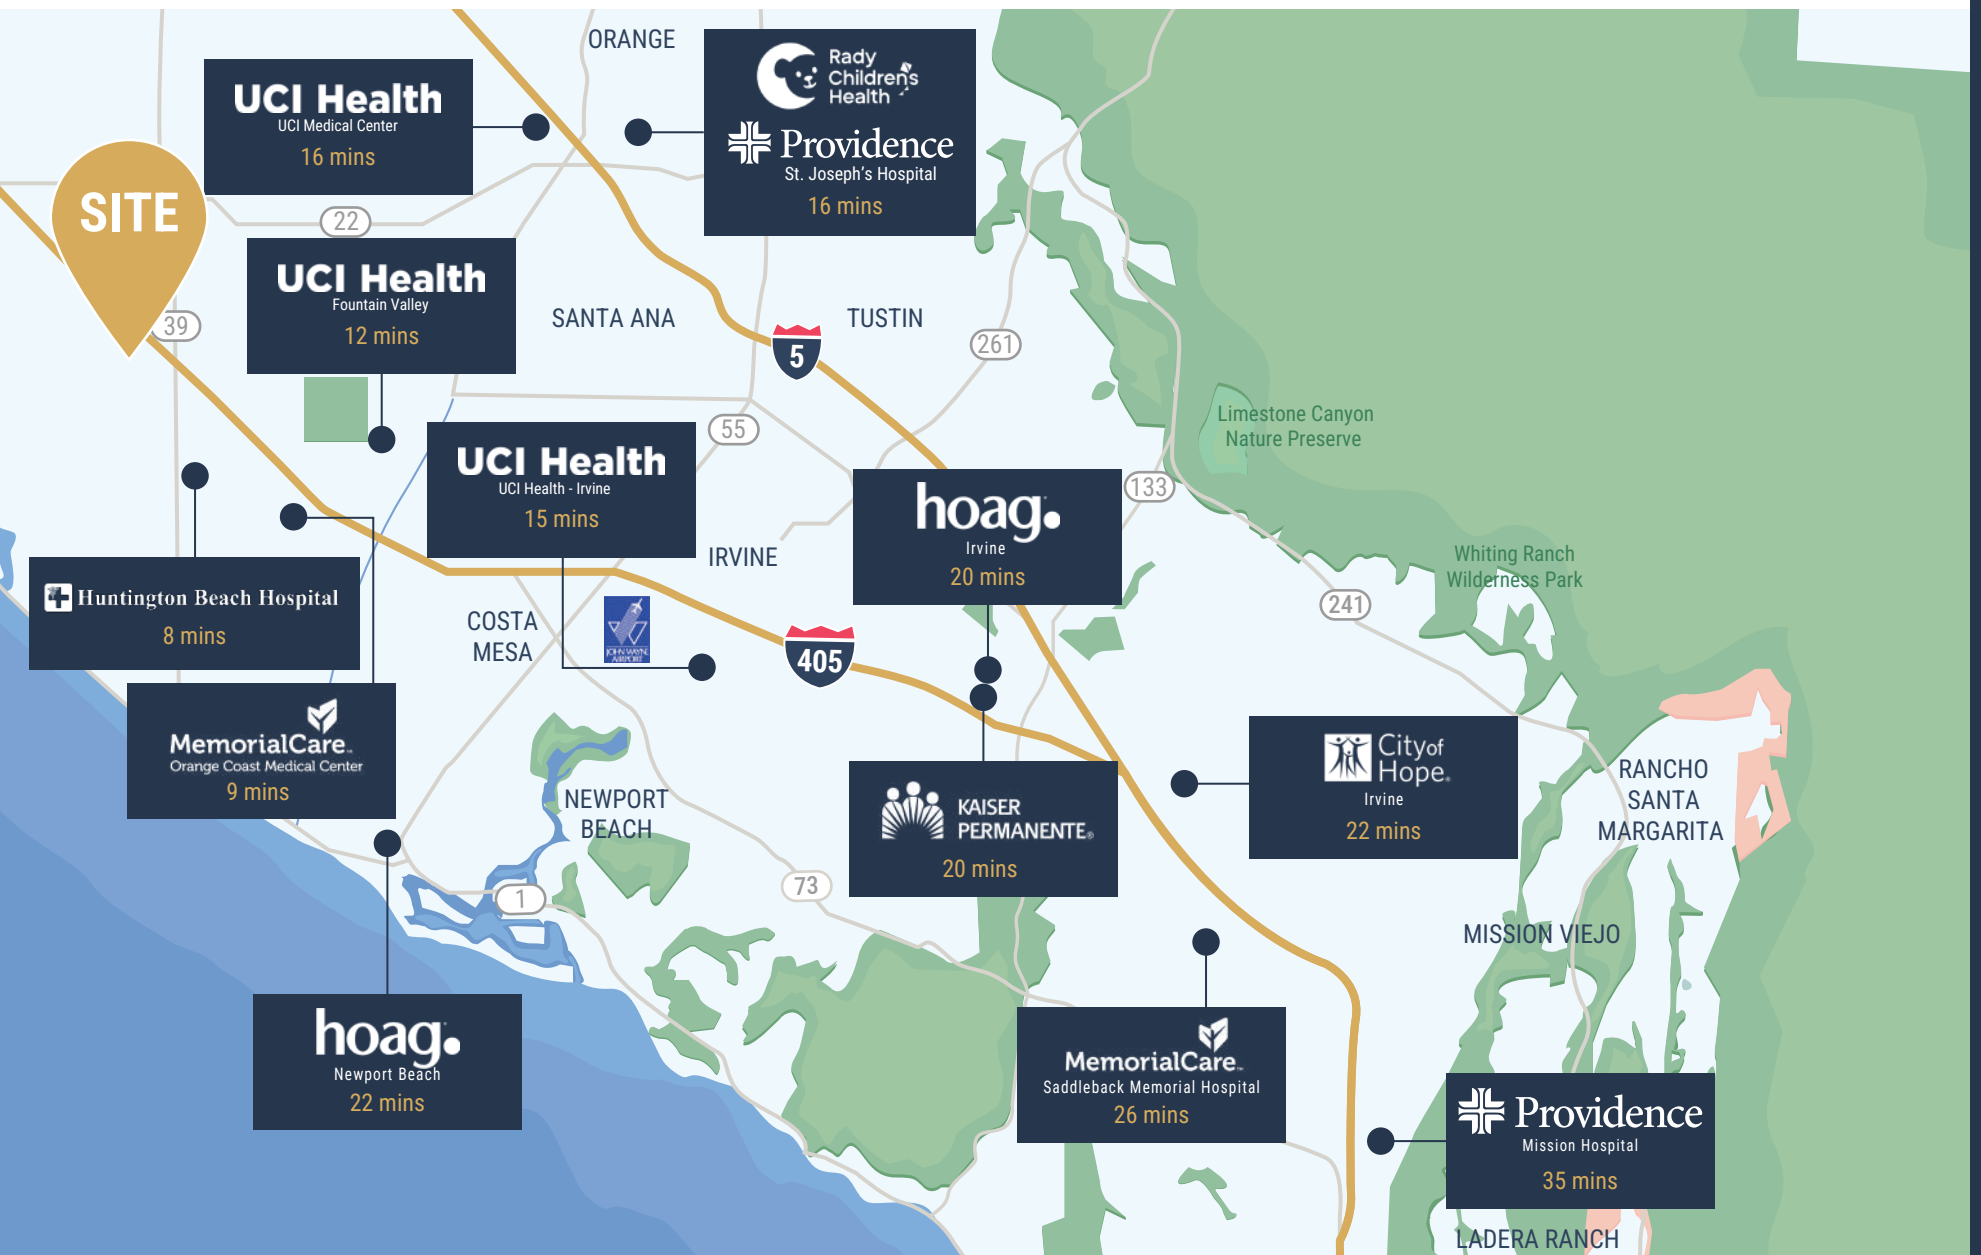 ORANGE
UCI Health
UCI Medical Center
16 mins
Rady
Children's
Health
Providence
St. Joseph's Hospital
16 mins
SITE
22
39
UCI Health
Fountain Valley
12 mins
SANTA ANA
TUSTIN
5
261
55
Limestone Canyon
Nature Preserve
UCI Health
UCI Health - Irvine
15 mins
hoag.
Irvine
20 mins
133
IRVINE
Whiting Ranch
Wilderness Park
241
Huntington Beach Hospital
8 mins
COSTA
MESA
JOHN WAYNE
AIRPORT
405
MemorialCare™
Orange Coast Medical Center
9 mins
NEWPORT
BEACH
KAISER
PERMANENTE®
20 mins
City of
Hope®
Irvine
22 mins
RANCHO
SANTA
MARGARITA
73
1
MISSION VIEJO
hoag.
Newport Beach
22 mins
MemorialCare™
Saddleback Memorial Hospital
26 mins
Providence
Mission Hospital
35 mins
LADERA RANCH